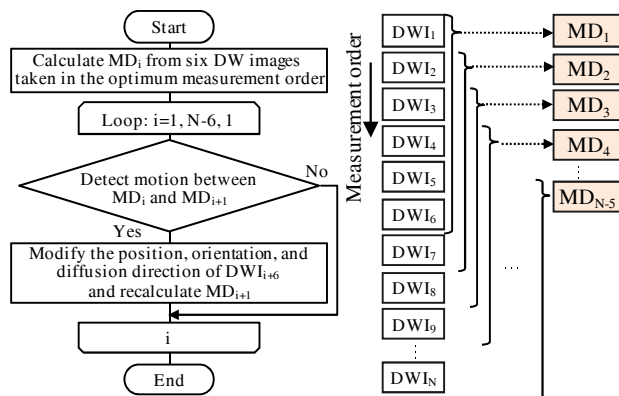 Start
Calculate MDi from six DW images
taken in the optimum measurement order
Loop: i=1, N-6, 1
Detect motion between
MDi and MDi+1
No
Yes
Modify the position, orientation, and
diffusion direction of DWIi+6
and recalculate MDi+1
i
End
Measurement order
DWI1
DWI2
DWI3
DWI4
DWI5
DWI6
DWI7
DWI8
DWI9
DWIN
...
MD1
MD2
MD3
MD4
MDN-5